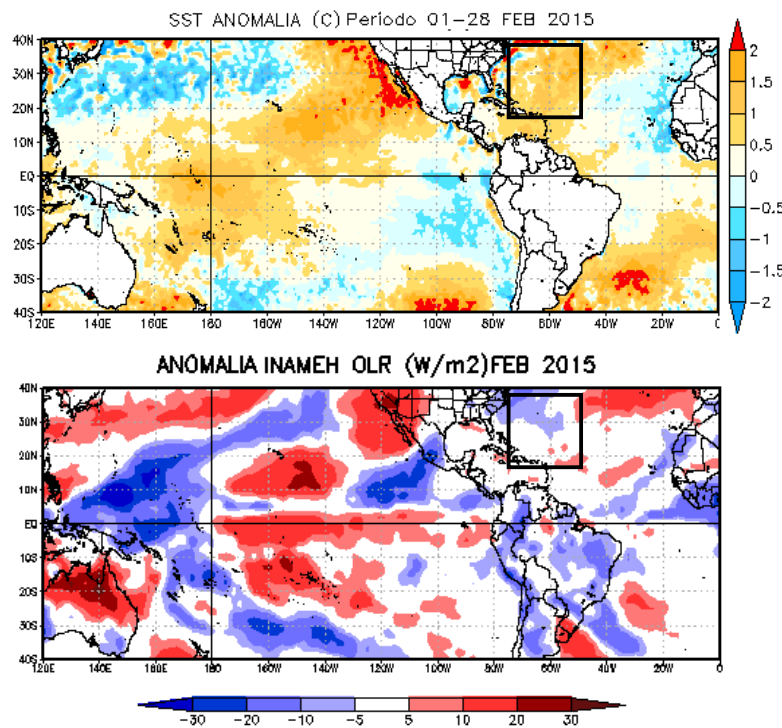 SST ANOMALIA (C) Periodo 01-28 FEB 2015
40N
30N
20N
10N
EQ
10S
20S
30S
40S
120E 140E 160E 180 160W 140W 120W 100W 80W 60W 40W 20W 0
2
1.5
1
0.5
0
-0.5
-1
-1.5
-2
ANOMALIA INAMEH OLR (W/m2)FEB 2015
40N
30N
20N
10N
EQ
10S
20S
30S
40S
120E 140E 160E 180 160W 140W 120W 100W 80W 60W 40W 20W 0
-30 -20 -10 -5 5 10 20 30